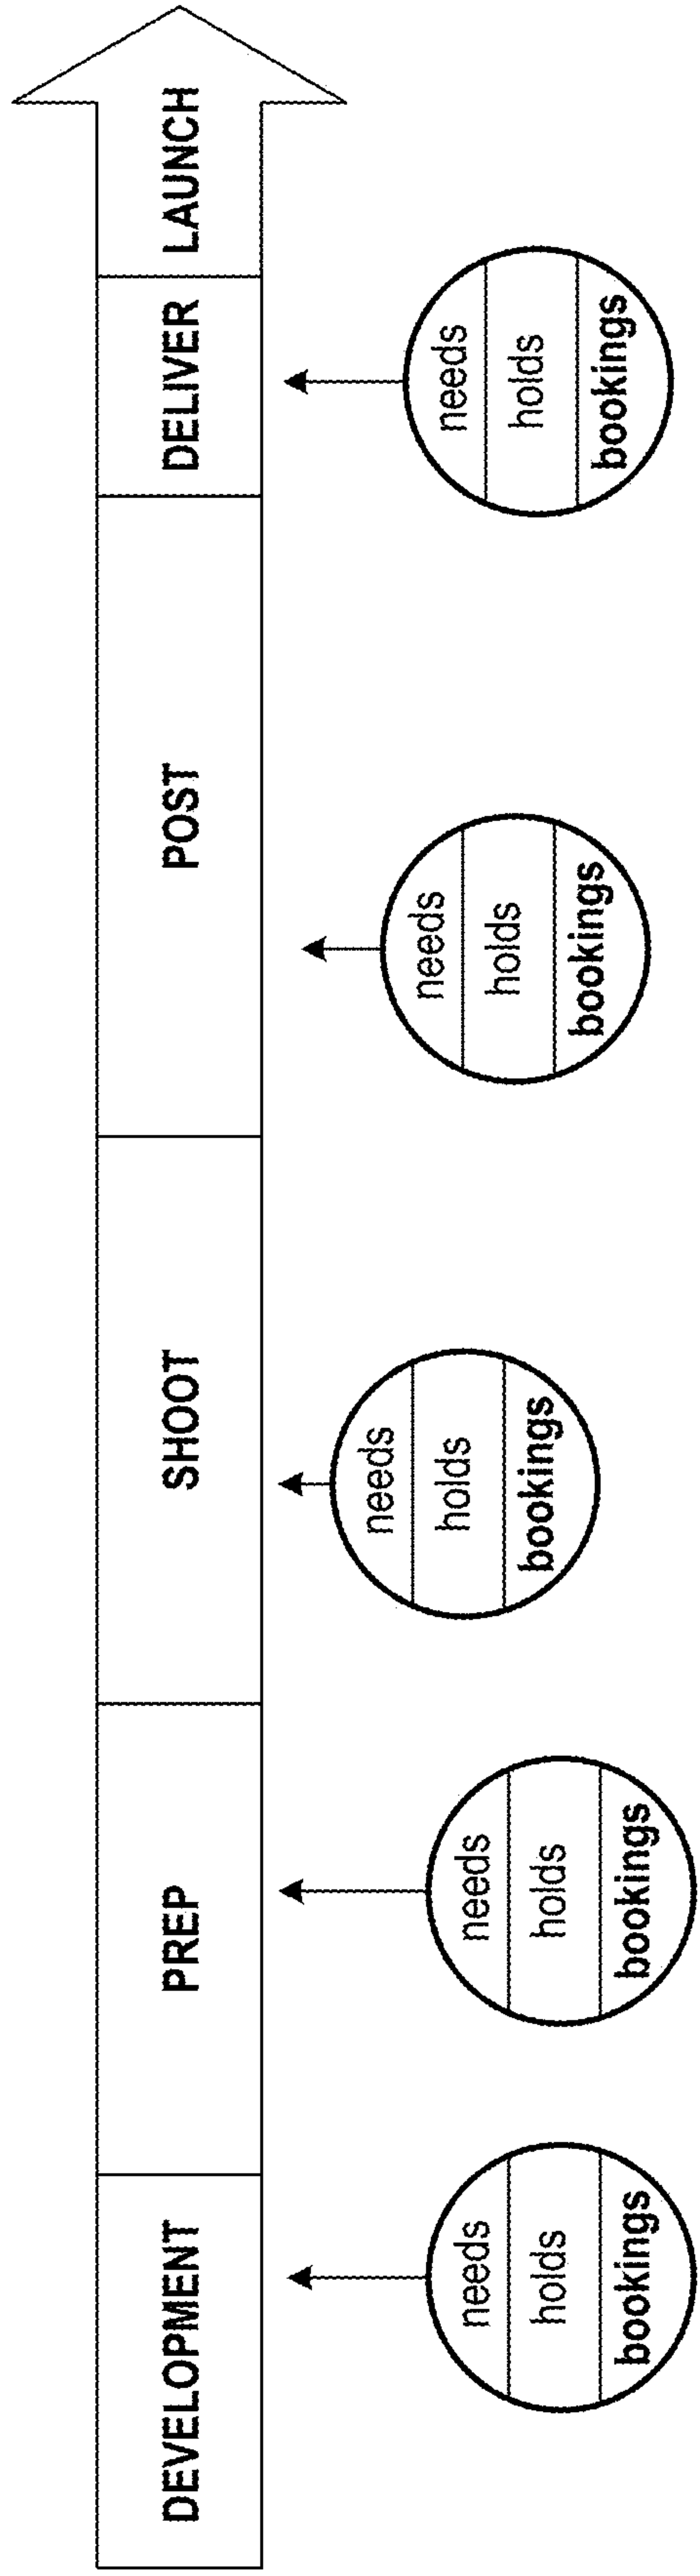 DEVELOPMENT
PREP
SHOOT
POST
DELIVER
LAUNCH
needs
holds
bookings
needs
holds
bookings
needs
holds
bookings
needs
holds
bookings
needs
holds
bookings